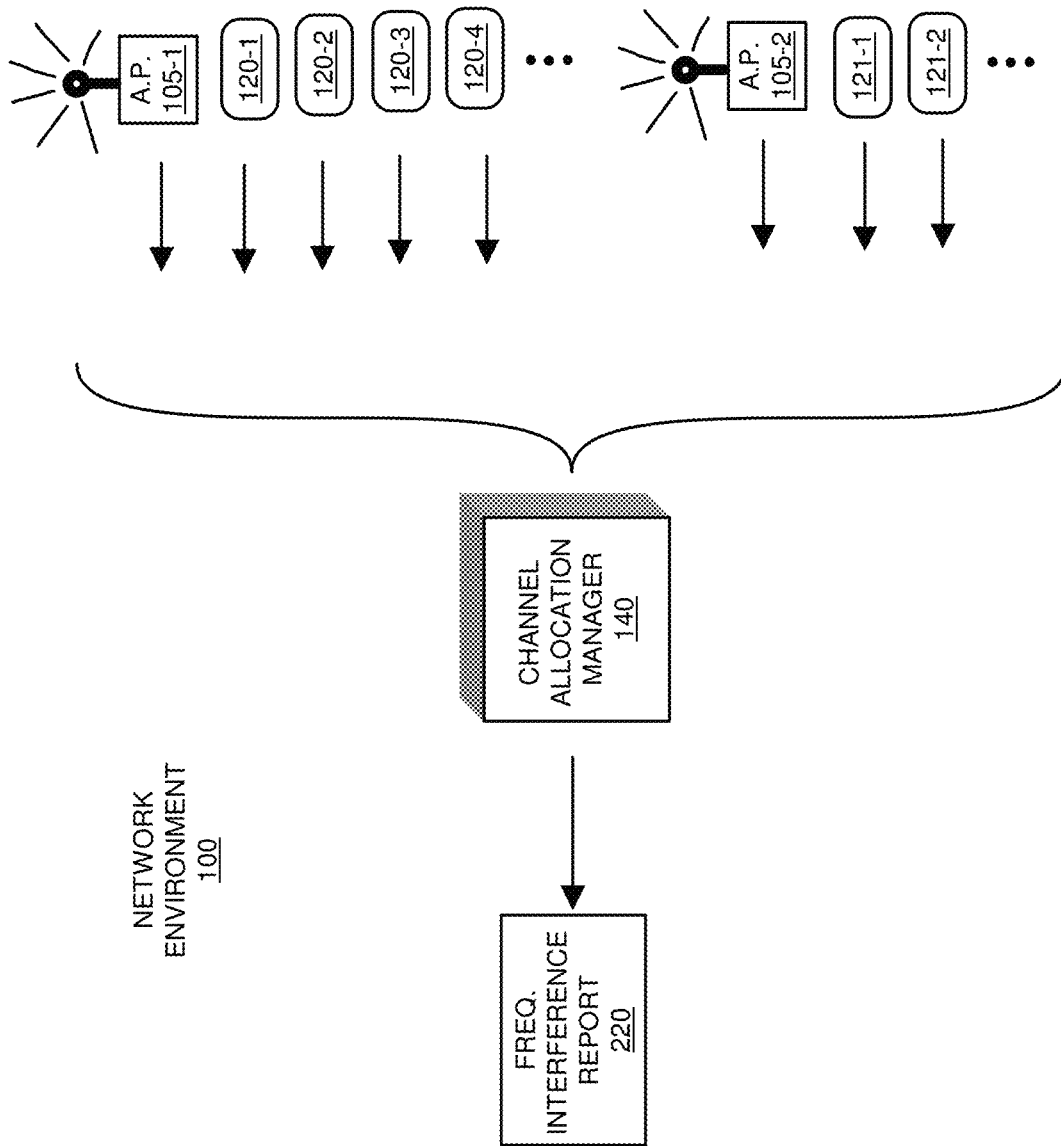 NETWORK
ENVIRONMENT
100
A.P.
105-1
120-1
120-2
120-3
120-4
A.P.
105-2
121-1
121-2
CHANNEL
ALLOCATION
MANAGER
140
FREQ.
INTERFERENCE
REPORT
220